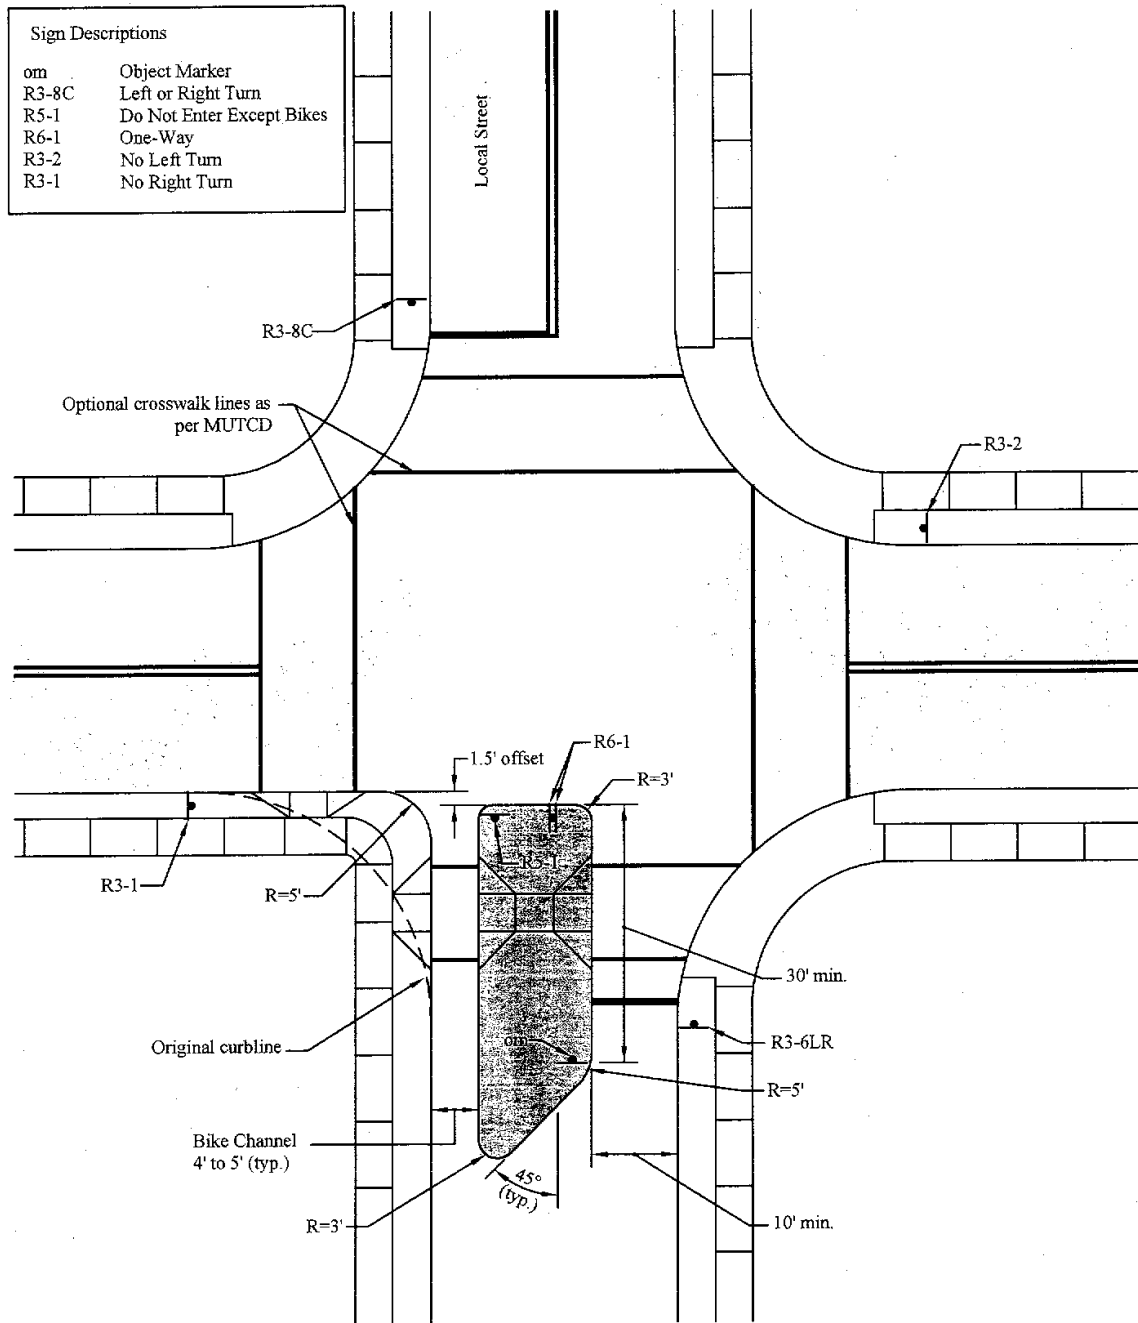 Sign Descriptions
om Object Marker
R3-8C Left or Right Turn
R5-1 Do Not Enter Except Bikes
R6-1 One-Way
R3-2 No Left Turn
R3-1 No Right Turn
Local Street
R3-8C
Optional crosswalk lines as
per MUTCD
R3-2
R6-1
1.5' offset
R=3'
R5-1
R3-1
R=5'
30' min.
Original curbline
om
R3-6LR
R=5'
Bike Channel
4' to 5' (typ.)
45°
(typ.)
R=3'
10' min.